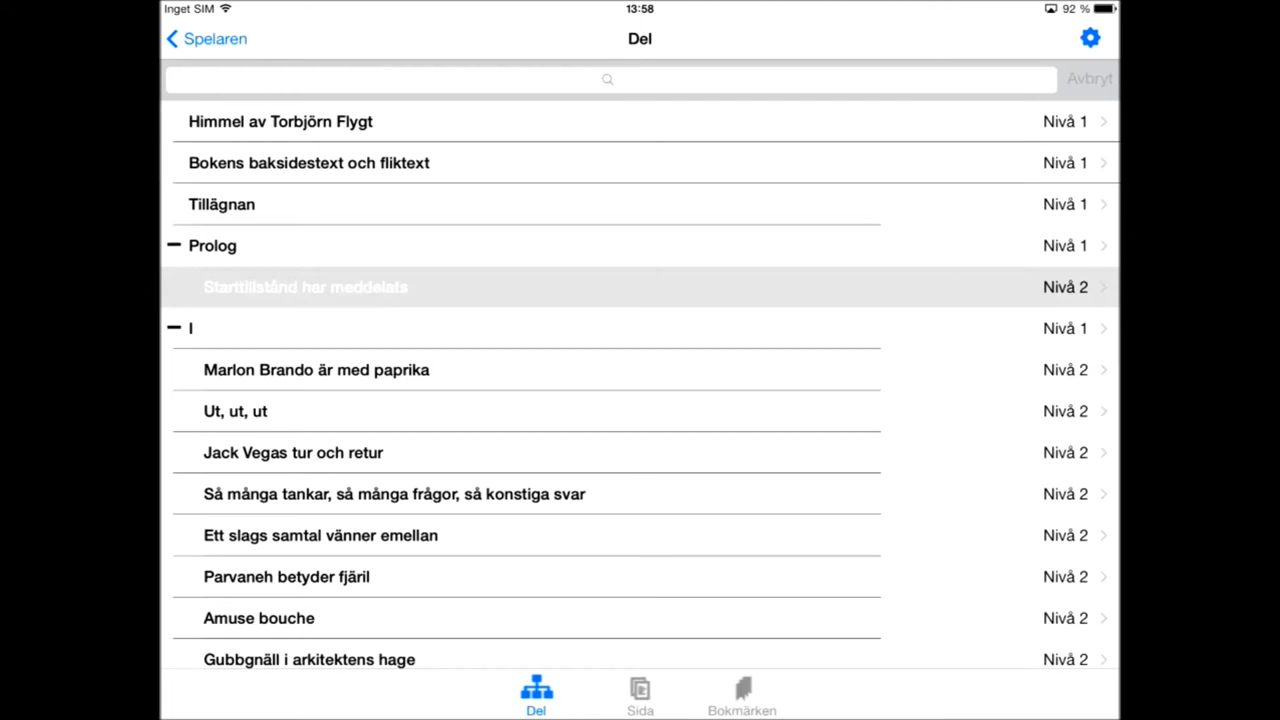 Inget SIM 13:58 92 %
Spelaren Del
Avbryt
Himmel av Torbjörn Flygt Nivå 1
Bokens baksidestext och fliktext Nivå 1
Tillägnan Nivå 1
Prolog Nivå 1
Starttillstånd har meddelats Nivå 2
I Nivå 1
Marlon Brando är med paprika Nivå 2
Ut, ut, ut Nivå 2
Jack Vegas tur och retur Nivå 2
Så många tankar, så många frågor, så konstiga svar Nivå 2
Ett slags samtal vänner emellan Nivå 2
Parvaneh betyder fjäril Nivå 2
Amuse bouche Nivå 2
Gubbgnäll i arkitektens hage Nivå 2
Del Sida Bokmärken